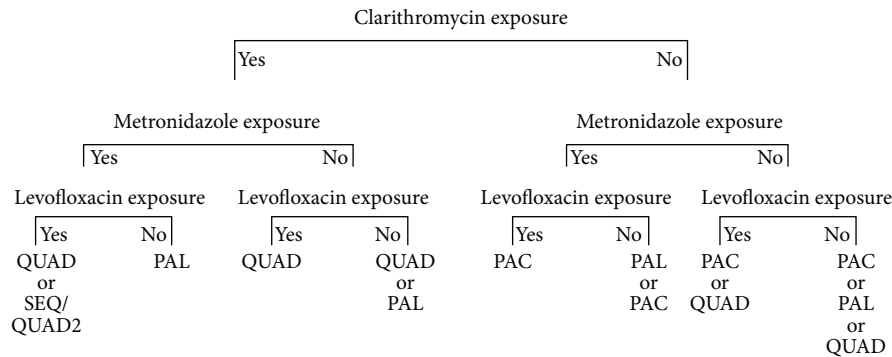 Clarithromycin exposure
Yes No
Metronidazole exposure Metronidazole exposure
Yes No Yes No
Levofloxacin exposure Levofloxacin exposure Levofloxacin exposure Levofloxacin exposure
Yes No Yes No Yes No Yes No
QUAD PAL QUAD QUAD PAC PAL PAC PAC
or or or or or
SEQ/ PAL PAC QUAD PAL
QUAD2 or
QUAD